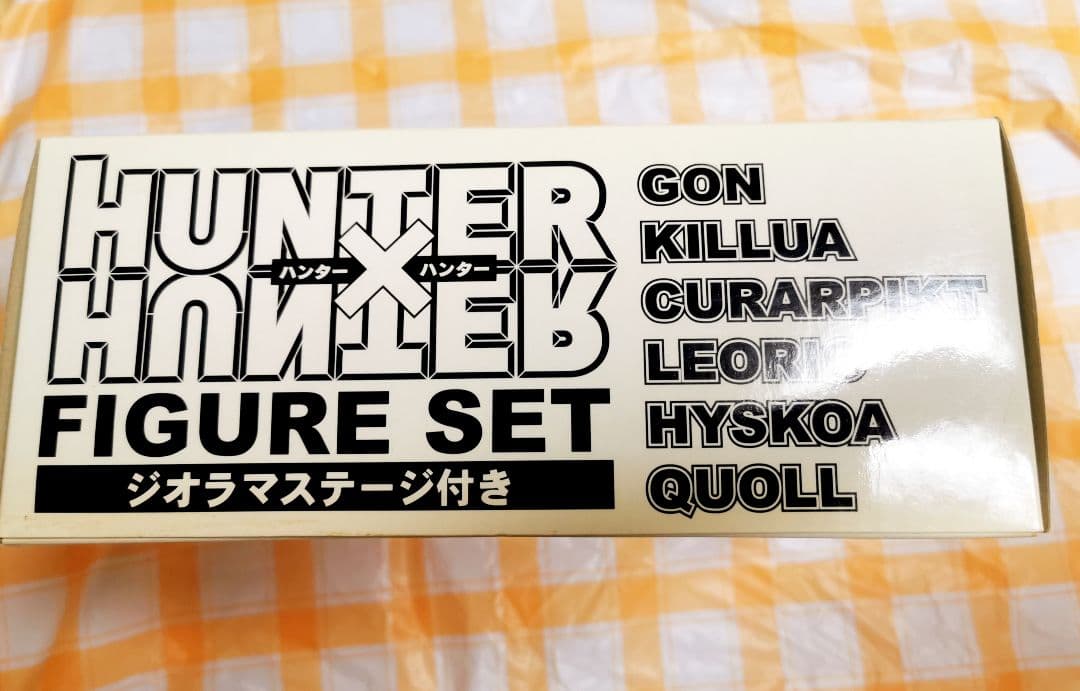 HUNTER
ハンター×ハンター
HUNTER
FIGURE SET
ジオラマステージ付き
GON
KILLUA
CURARPIKT
LEORIO
HYSKOA
QUOLL